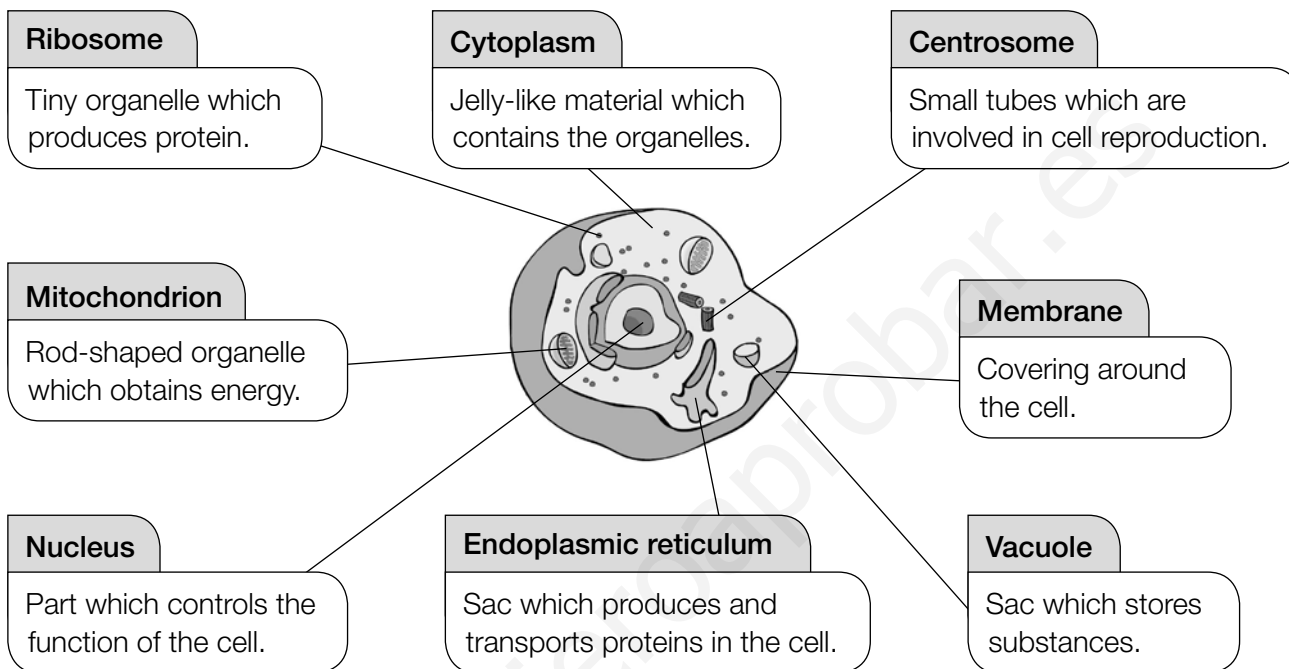 Ribosome
Tiny organelle which
produces protein.
Cytoplasm
Jelly-like material which
contains the organelles.
Centrosome
Small tubes which are
involved in cell reproduction.
Mitochondrion
Rod-shaped organelle
which obtains energy.
Membrane
Covering around
the cell.
Nucleus
Part which controls the
function of the cell.
Endoplasmic reticulum
Sac which produces and
transports proteins in the cell.
Vacuole
Sac which stores
substances.